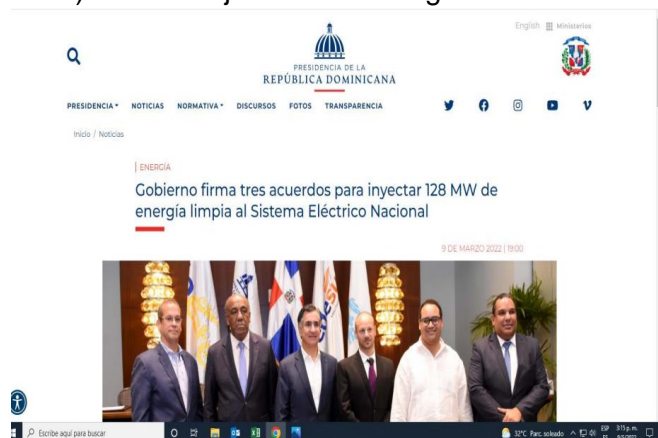 English Ministerios
PRESIDENCIA DE LA
REPÚBLICA DOMINICANA
PRESIDENCIA NOTICIAS NORMATIVA DISCURSOS FOTOS TRANSPARENCIA
Inicio / Noticias
ENERGÍA
Gobierno firma tres acuerdos para inyectar 128 MW de
energía limpia al Sistema Eléctrico Nacional
9 DE MARZO 2022 | 19:00
Escribe aquí para buscar
32°C Parc. soleado
ESP 3:15 p. m.